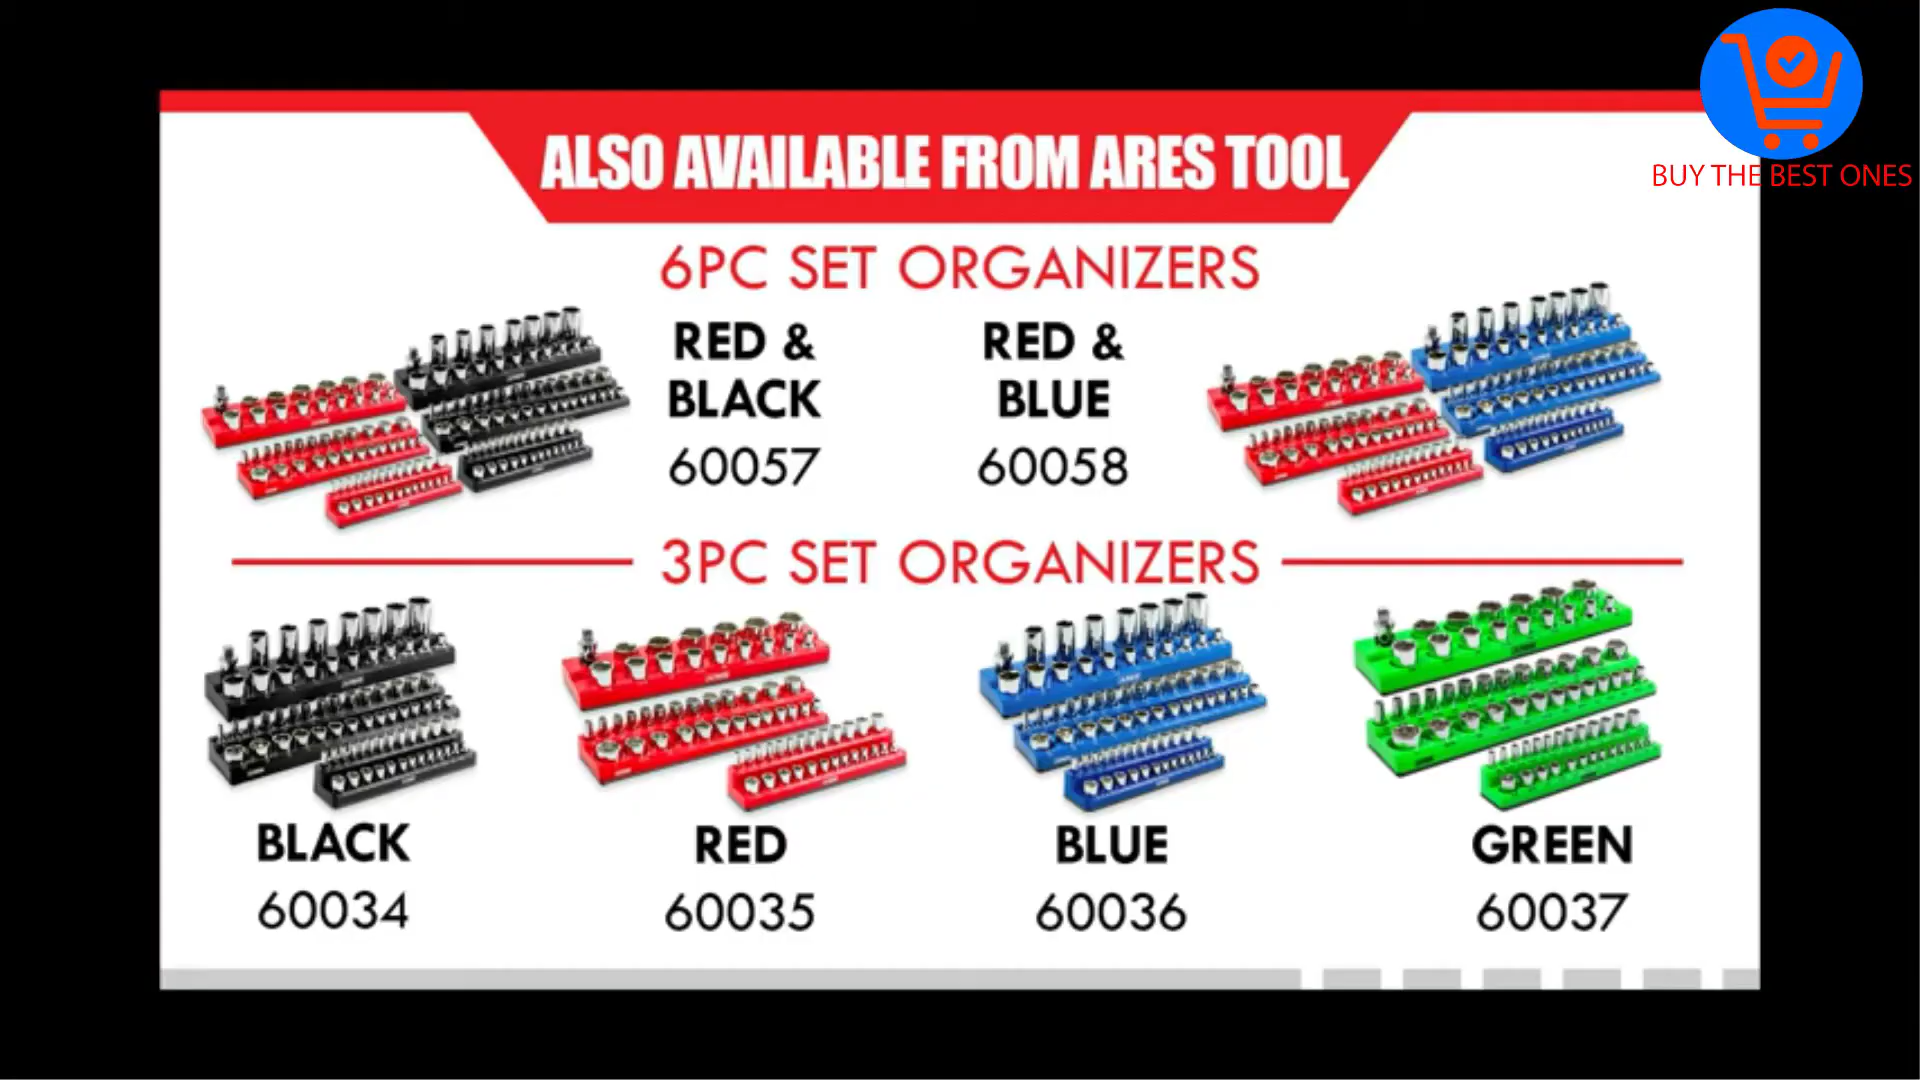 BUY THE BEST ONES
ALSO AVAILABLE FROM ARES TOOL
6PC SET ORGANIZERS
RED &
BLACK
60057
RED &
BLUE
60058
3PC SET ORGANIZERS
BLACK
60034
RED
60035
BLUE
60036
GREEN
60037